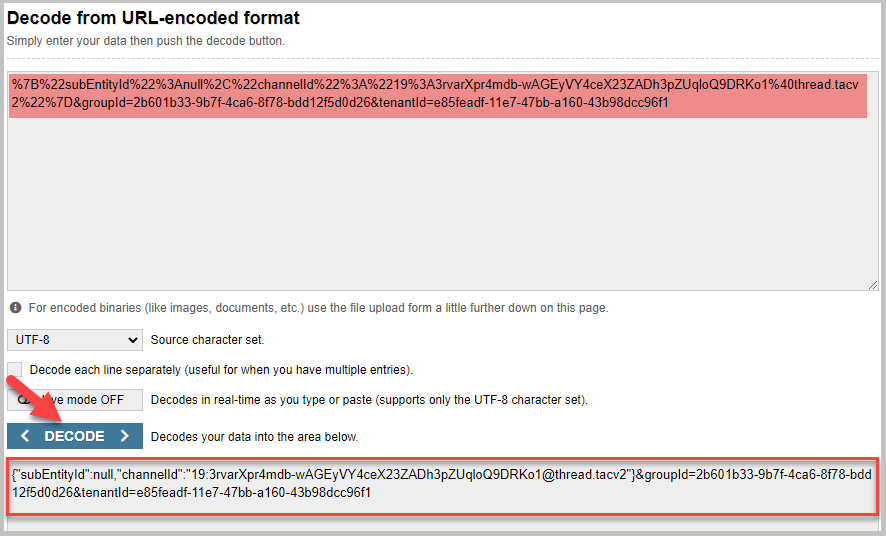 Decode from URL-encoded format
Simply enter your data then push the decode button.
%7B%22subEntityId%22%3Anull%2C%22channelId%22%3A%2219%3A3rvarXpr4mdb-wAGEyVY4ceX23ZADh3pZUqloQ9DRKo1%40thread.tacv
2%22%7D&groupId=2b601b33-9b7f-4ca6-8f78-bdd12f5d0d26&tenantId=e85feadf-11e7-47bb-a160-43b98dcc96f1
For encoded binaries (like images, documents, etc.) use the file upload form a little further down on this page.
UTF-8 Source character set.
Decode each line separately (useful for when you have multiple entries).
mode OFF Decodes in real-time as you type or paste (supports only the UTF-8 character set).
< DECODE > Decodes your data into the area below.
{"subEntityId":null,"channelId":"19:3rvarXpr4mdb-wAGEyVY4ceX23ZADh3pZUqloQ9DRKo1@thread.tacv2"}&groupId=2b601b33-9b7f-4ca6-8f78-bdd
12f5d0d26&tenantId=e85feadf-11e7-47bb-a160-43b98dcc96f1